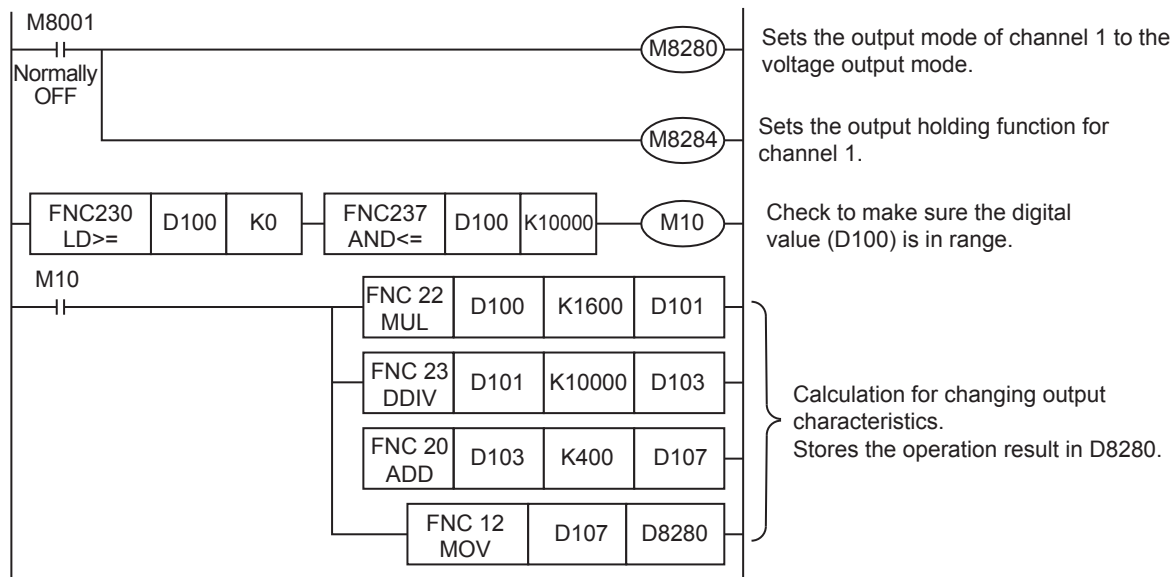 M8001
Normally
OFF
M8280
Sets the output mode of channel 1 to the
voltage output mode.
M8284
Sets the output holding function for
channel 1.
FNC230
LD>=
D100
K0
FNC237
AND<=
D100
K10000
M10
Check to make sure the digital
value (D100) is in range.
M10
FNC 22
MUL
D100
K1600
D101
FNC 23
DDIV
D101
K10000
D103
FNC 20
ADD
D103
K400
D107
FNC 12
MOV
D107
D8280
Calculation for changing output
characteristics.
Stores the operation result in D8280.